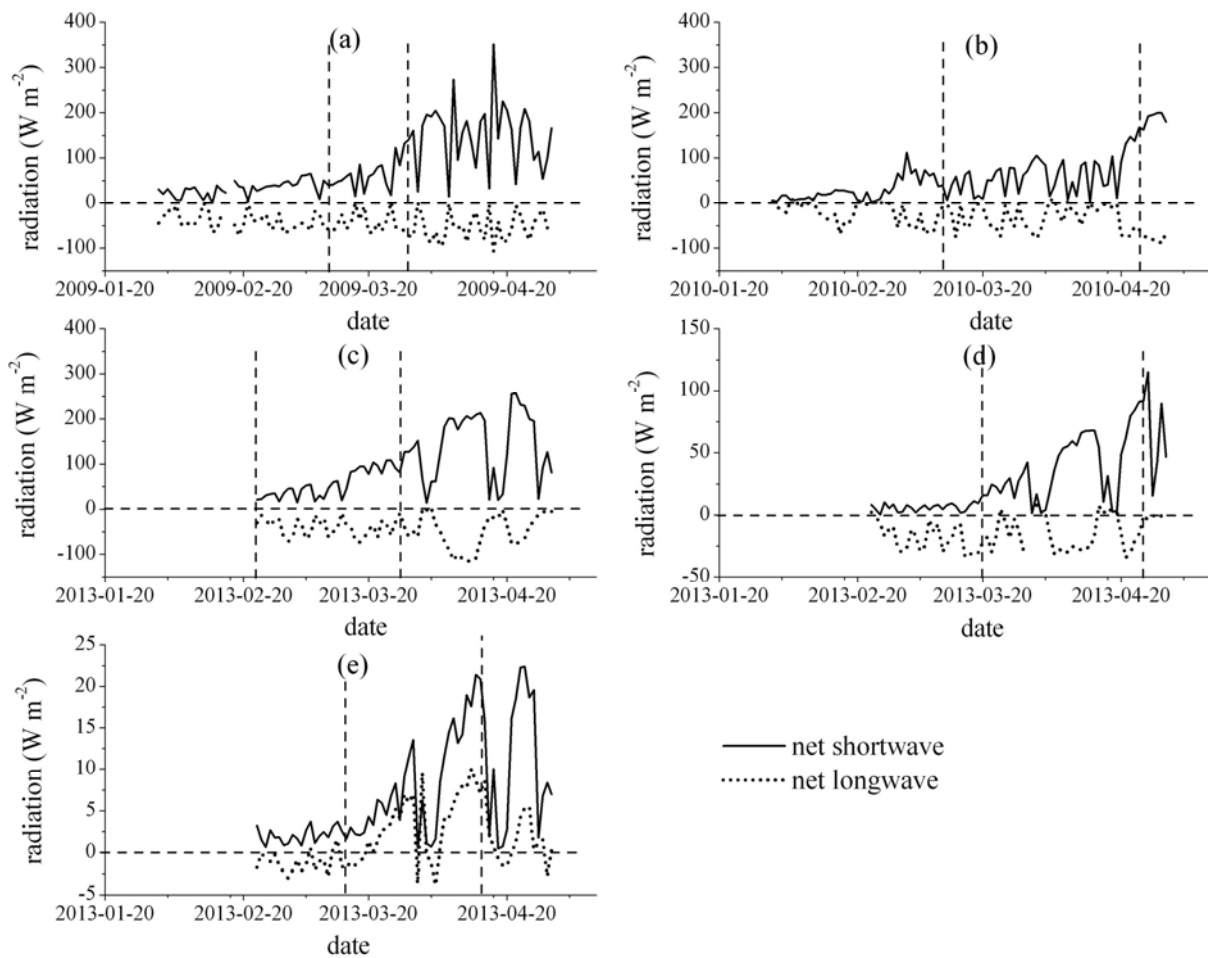 (a)
400
300
200
100
0
-100
radiation (W m-2)
2009-01-20 2009-02-20 2009-03-20 2009-04-20
date
(b)
400
300
200
100
0
-100
radiation (W m-2)
2010-01-20 2010-02-20 2010-03-20 2010-04-20
date
(c)
400
300
200
100
0
-100
radiation (W m-2)
2013-01-20 2013-02-20 2013-03-20 2013-04-20
date
(d)
150
100
50
0
-50
radiation (W m-2)
2013-01-20 2013-02-20 2013-03-20 2013-04-20
date
(e)
25
20
15
10
5
0
-5
radiation (W m-2)
2013-01-20 2013-02-20 2013-03-20 2013-04-20
date
net shortwave
net longwave